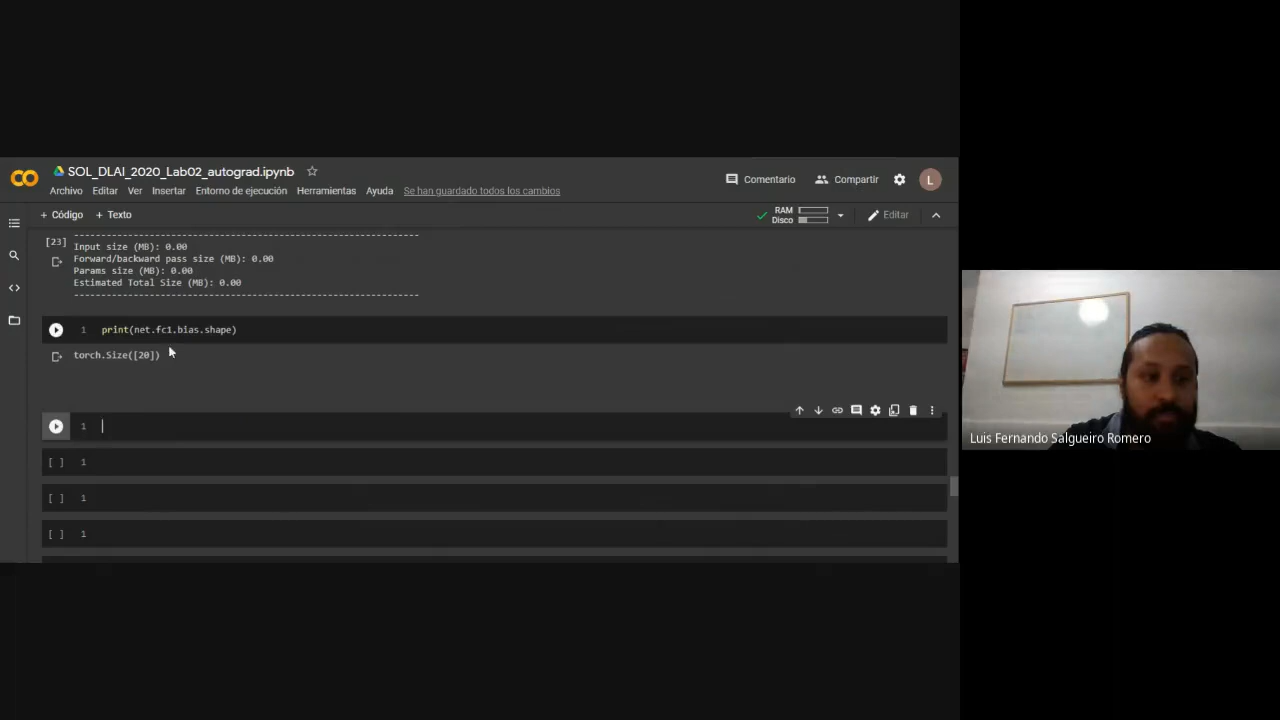 SOL_DLAI_2020_Lab02_autograd.ipynb
Archivo Editar Ver Insertar Entorno de ejecución Herramientas Ayuda Se han guardado todos los cambios
Comentario Compartir L
+ Código + Texto
RAM
Disco
Editar
--------------------------------------------------------------
[23] Input size (MB): 0.00
Forward/backward pass size (MB): 0.00
Params size (MB): 0.00
Estimated Total Size (MB): 0.00
--------------------------------------------------------------
1 print(net.fc1.bias.shape)
torch.Size([20])
1
[ ] 1
[ ] 1
[ ] 1
Luis Fernando Salgueiro Romero